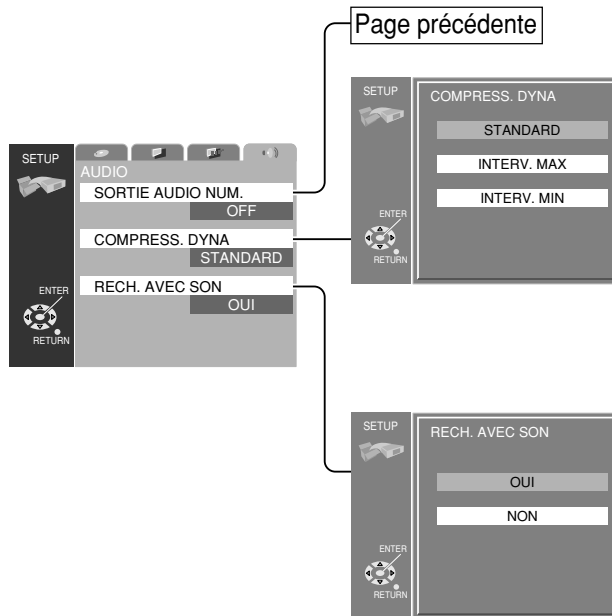 Page précédente
SETUP
AUDIO
SORTIE AUDIO NUM.
OFF
COMPRESS. DYNA
STANDARD
RECH. AVEC SON
OUI
ENTER
RETURN
SETUP
COMPRESS. DYNA
STANDARD
INTERV. MAX
INTERV. MIN
ENTER
RETURN
SETUP
RECH. AVEC SON
OUI
NON
ENTER
RETURN